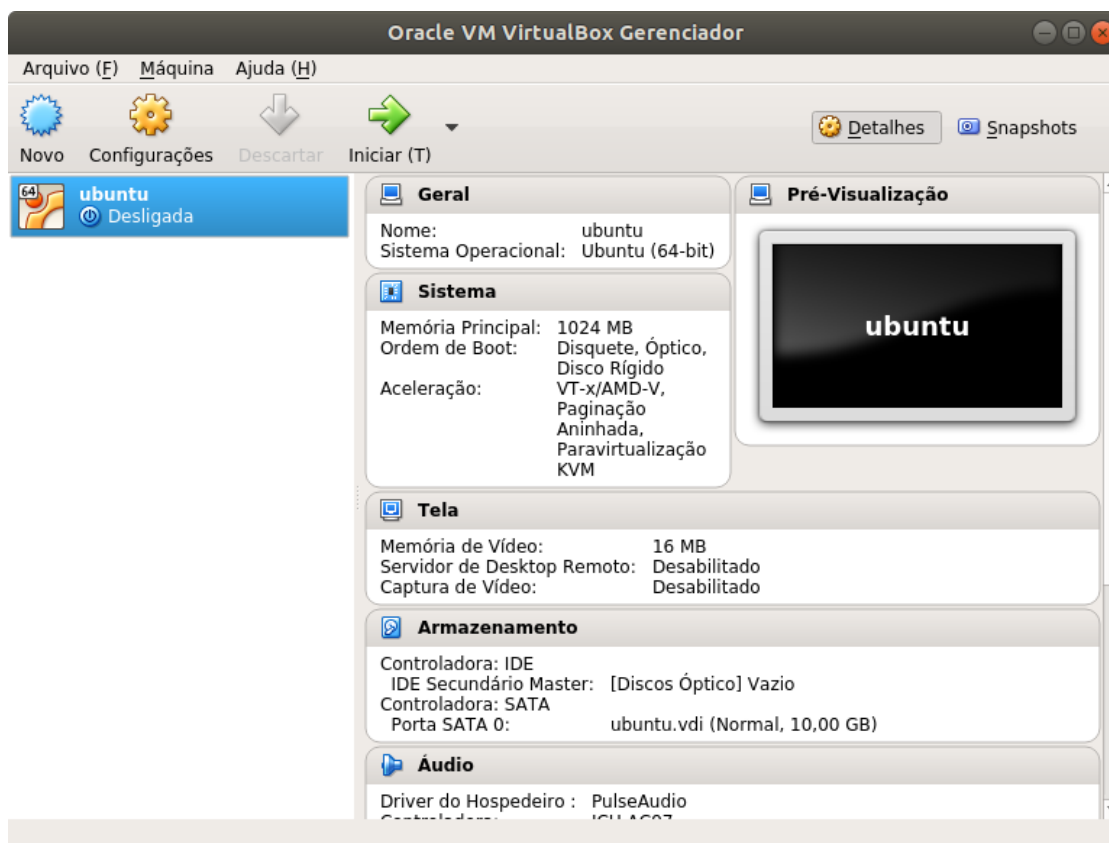 Oracle VM VirtualBox Gerenciador
Arquivo (F) Máquina Ajuda (H)
Novo Configurações Descartar Iniciar (T)
Detalhes Snapshots
64 ubuntu
Desligada
Geral
Nome: ubuntu
Sistema Operacional: Ubuntu (64-bit)
Pré-Visualização
ubuntu
Sistema
Memória Principal: 1024 MB
Ordem de Boot: Disquete, Óptico,
Disco Rígido
Aceleração: VT-x/AMD-V,
Paginação
Aninhada,
Paravirtualização
KVM
Tela
Memória de Vídeo: 16 MB
Servidor de Desktop Remoto: Desabilitado
Captura de Vídeo: Desabilitado
Armazenamento
Controladora: IDE
IDE Secundário Master: [Discos Óptico] Vazio
Controladora: SATA
Porta SATA 0: ubuntu.vdi (Normal, 10,00 GB)
Áudio
Driver do Hospedeiro : PulseAudio